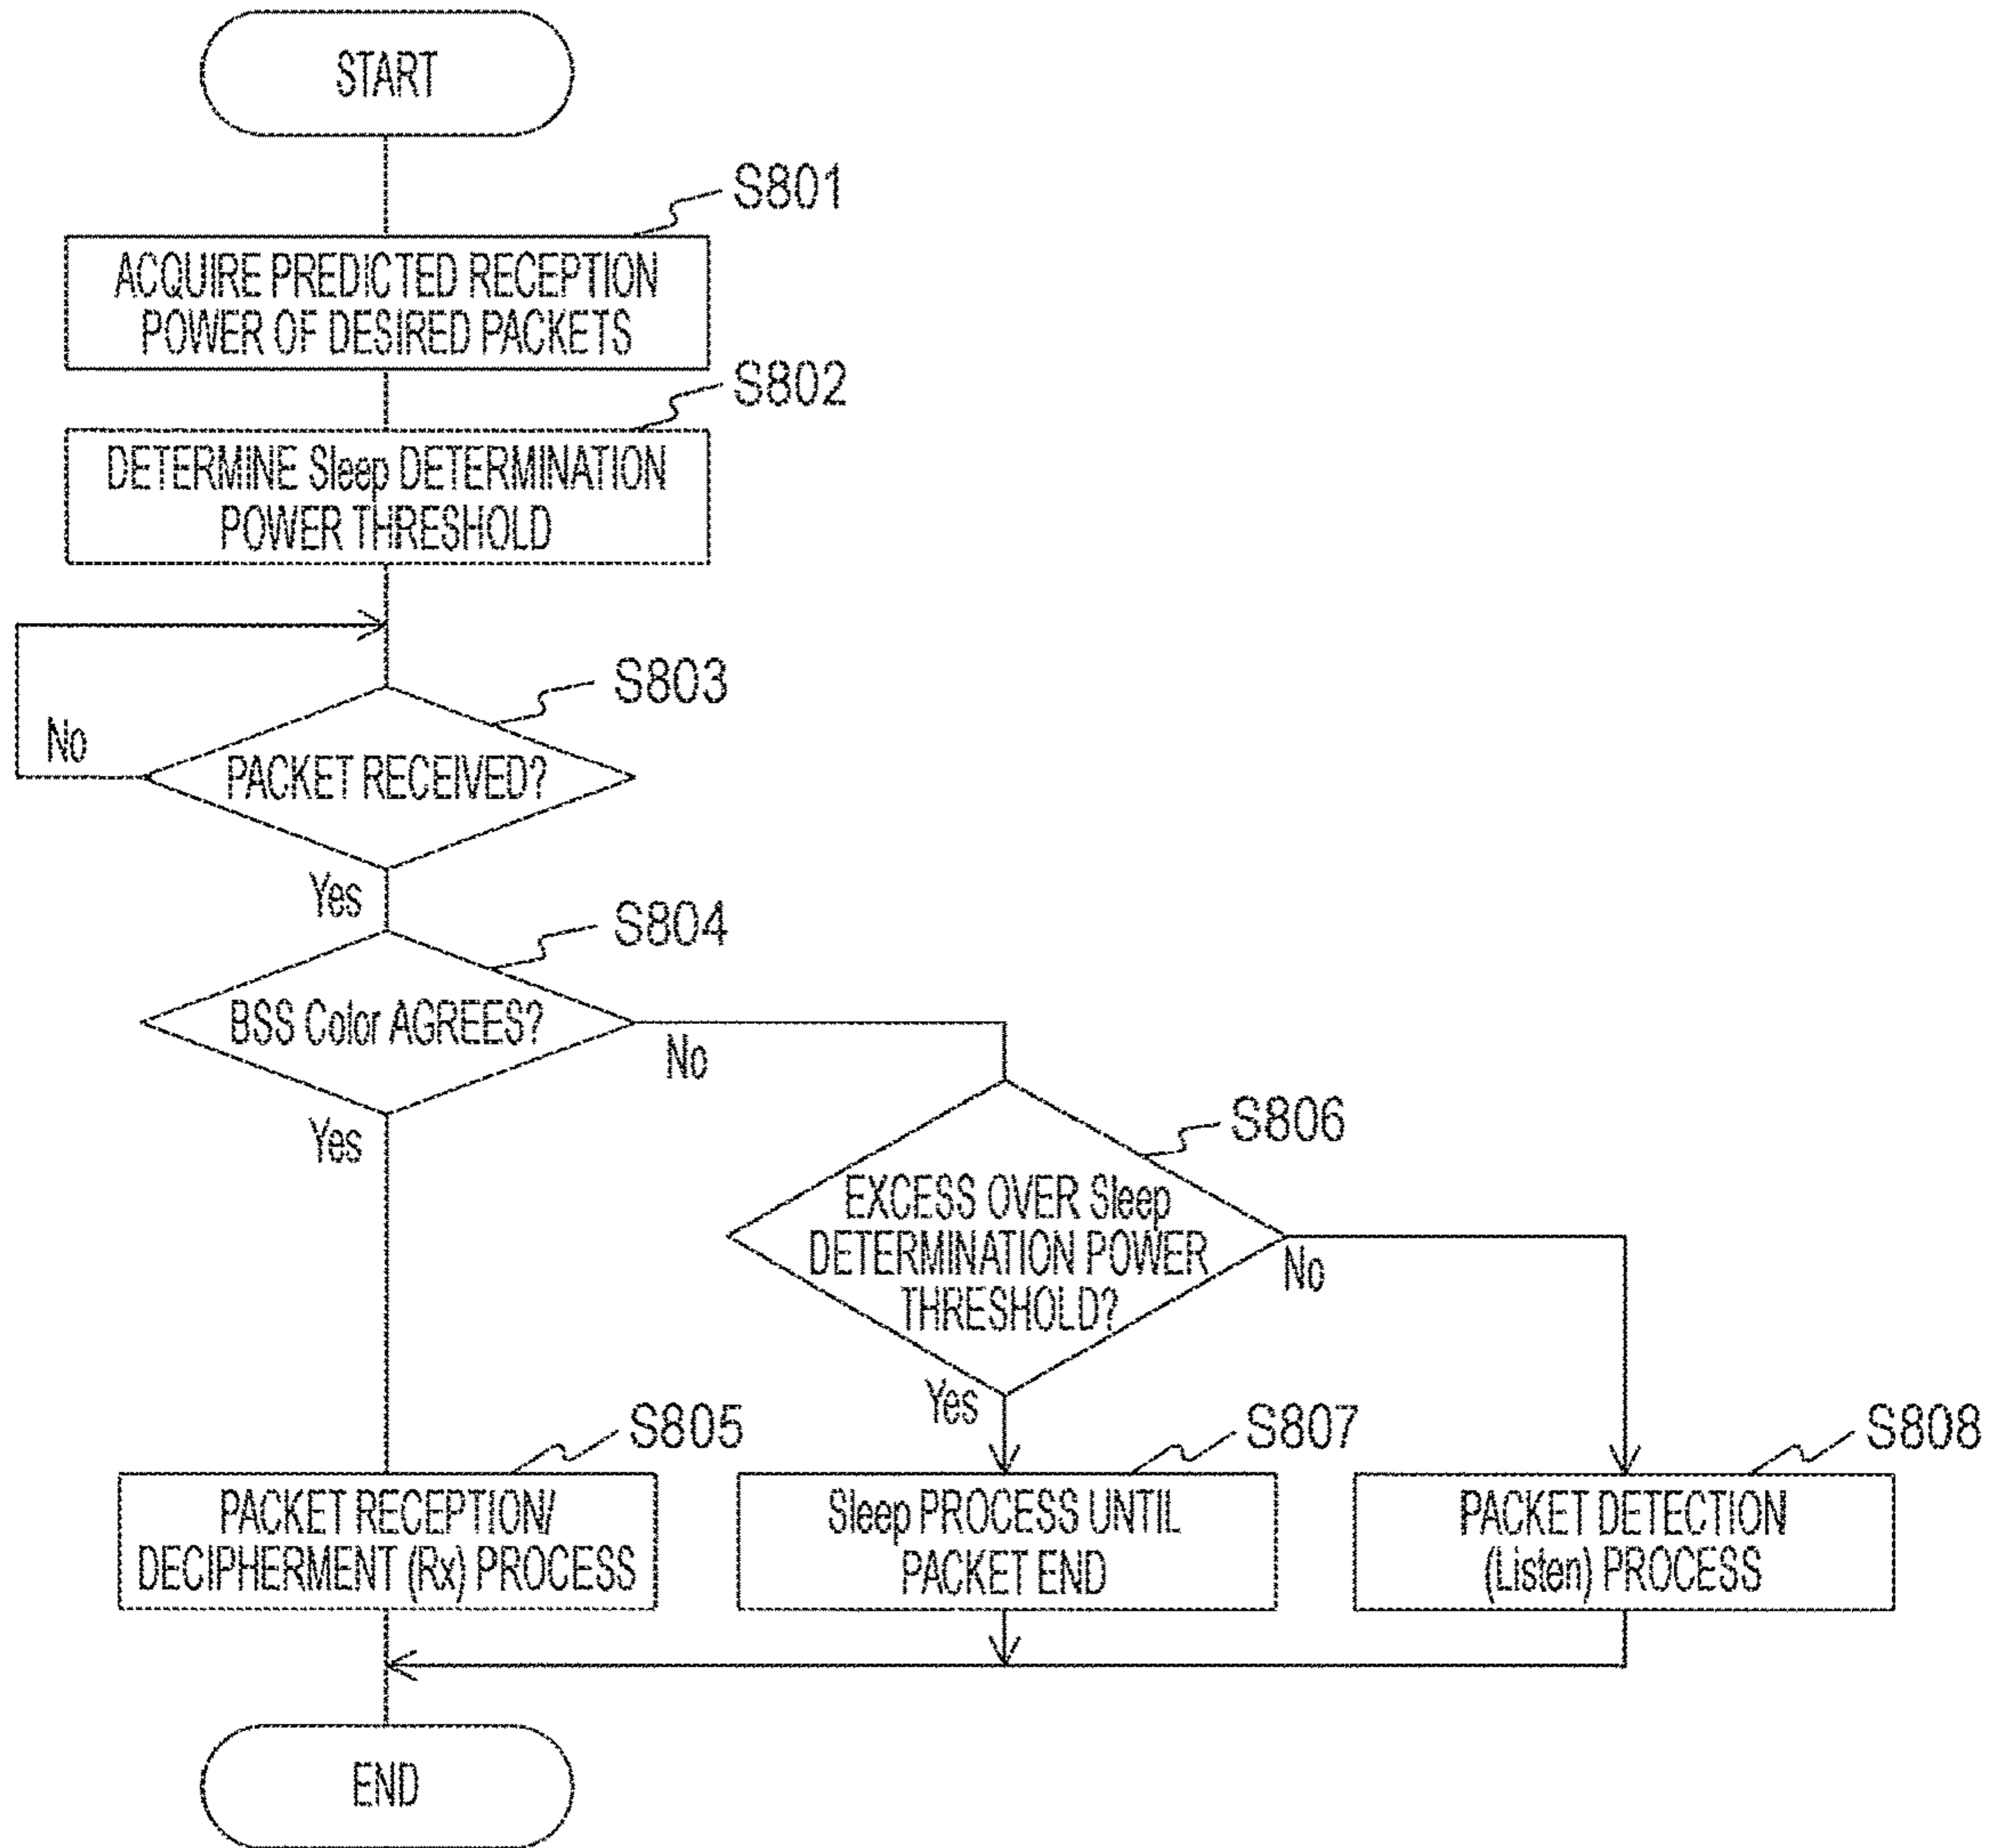 START
S801
ACQUIRE PREDICTED RECEPTION
POWER OF DESIRED PACKETS
S802
DETERMINE Sleep DETERMINATION
POWER THRESHOLD
S803
No
PACKET RECEIVED?
Yes
S804
BSS Color AGREES?
No
Yes
S806
EXCESS OVER Sleep
DETERMINATION POWER
THRESHOLD?
No
Yes
S805
PACKET RECEPTION/
DECIPHERMENT (Rx) PROCESS
S807
Sleep PROCESS UNTIL
PACKET END
S808
PACKET DETECTION
(Listen) PROCESS
END